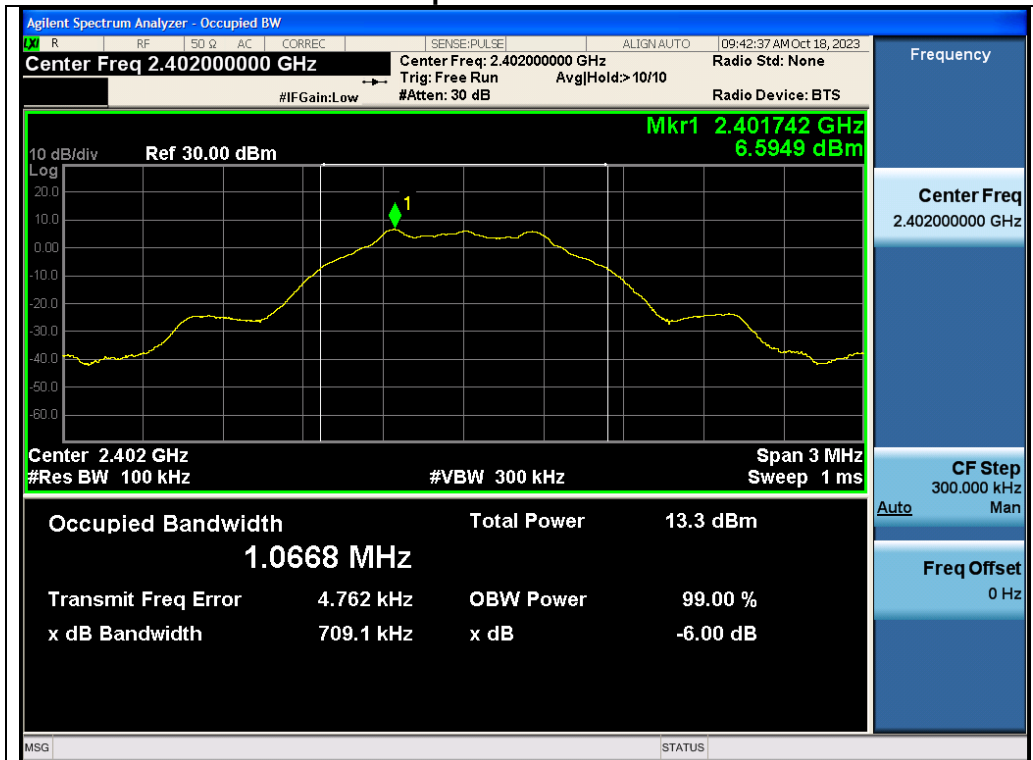 Agilent Spectrum Analyzer - Occupied BW
LXI R RF 50 Ω AC CORREC SENSE:PULSE ALIGN AUTO 09:42:37 AM Oct 18, 2023
Center Freq 2.402000000 GHz
Center Freq: 2.402000000 GHz Radio Std: None
Trig: Free Run Avg|Hold:>10/10
#IFGain:Low #Atten: 30 dB Radio Device: BTS
Mkr1 2.401742 GHz
6.5949 dBm
10 dB/div Ref 30.00 dBm
Log
20.0
10.0
0.00
-10.0
-20.0
-30.0
-40.0
-50.0
-60.0
1
Center 2.402 GHz Span 3 MHz
#Res BW 100 kHz #VBW 300 kHz Sweep 1 ms
Occupied Bandwidth Total Power 13.3 dBm
1.0668 MHz
Transmit Freq Error 4.762 kHz OBW Power 99.00 %
x dB Bandwidth 709.1 kHz x dB -6.00 dB
MSG STATUS
Frequency
Center Freq
2.402000000 GHz
CF Step
300.000 kHz
Auto Man
Freq Offset
0 Hz